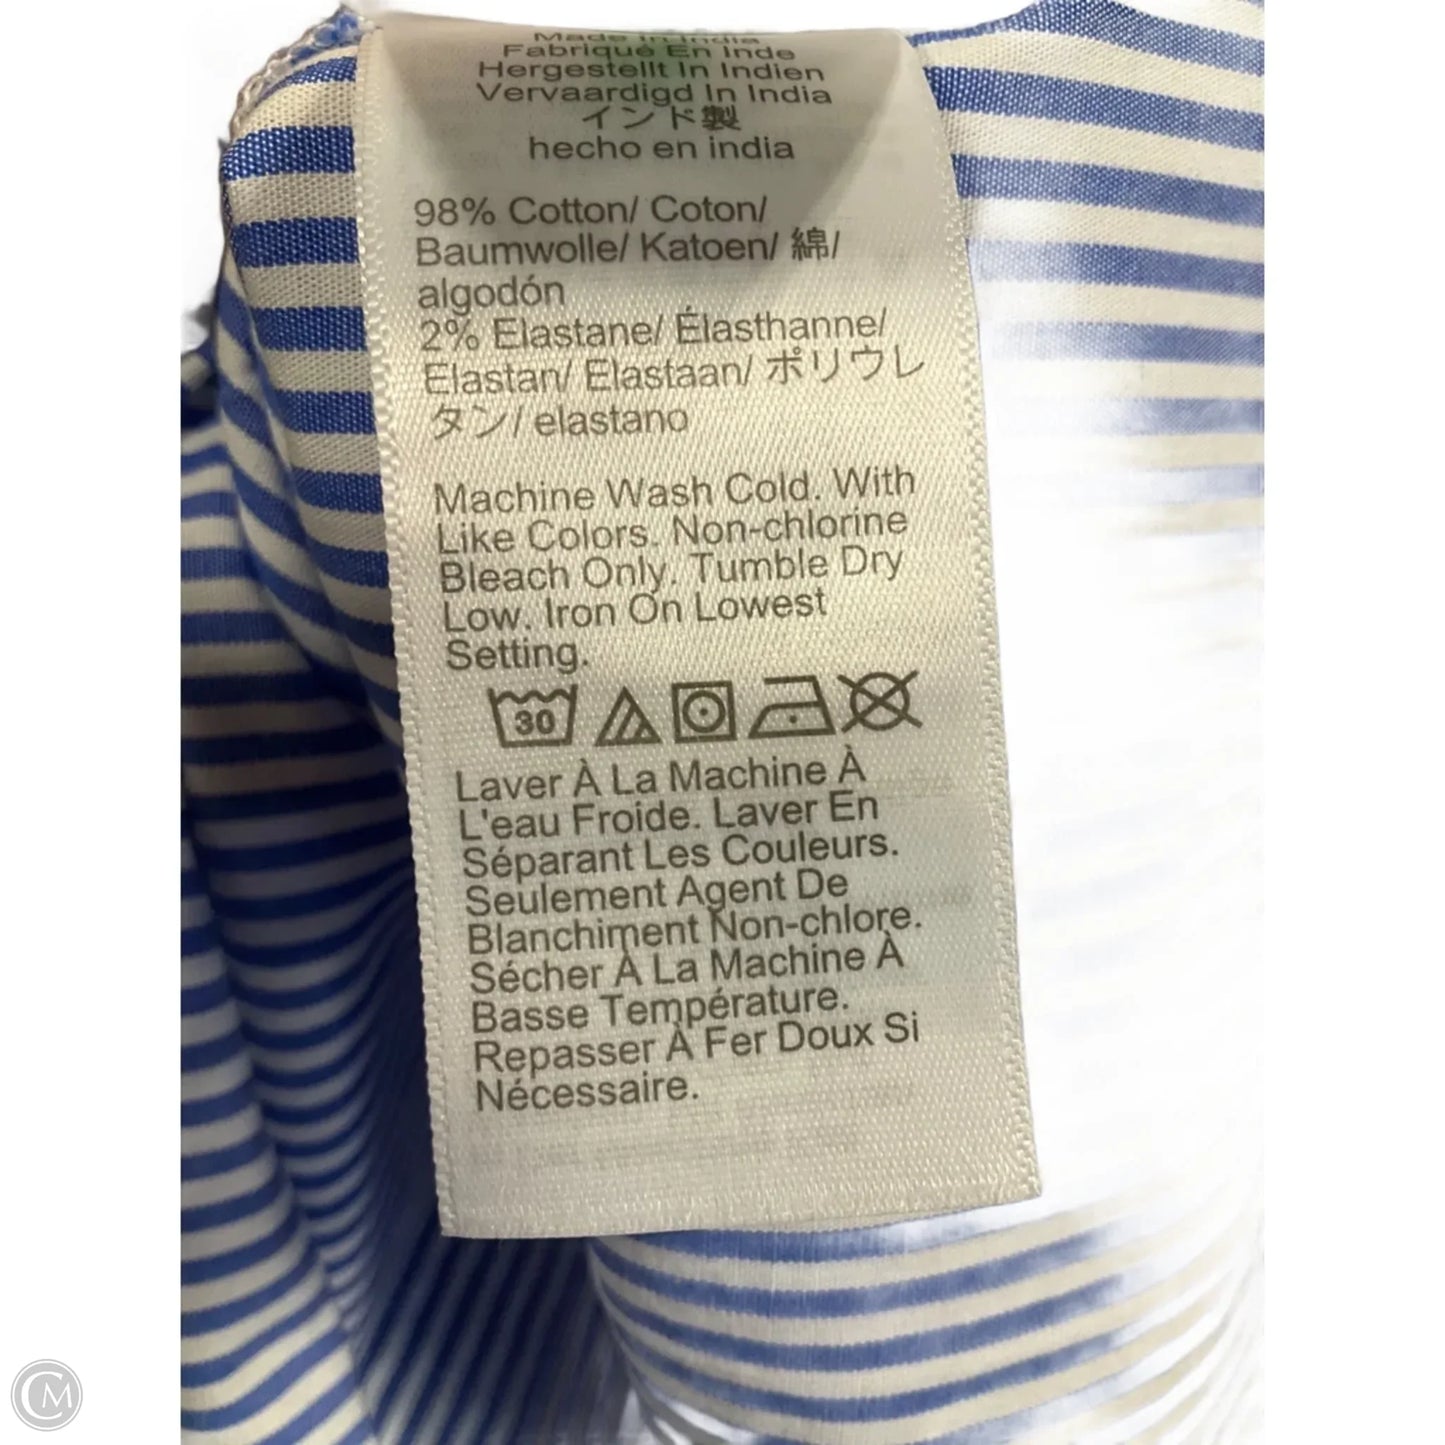 Made In India
Fabriqué En Inde
Hergestellt In Indien
Vervaardigd In India
インド製
hecho en india
98% Cotton/ Coton/
Baumwolle/ Katoen/ 綿/
algodón
2% Elastane/ Élasthanne/
Elastan/ Elastaan/ ポリウレ
タン/ elastano
Machine Wash Cold. With
Like Colors. Non-chlorine
Bleach Only. Tumble Dry
Low. Iron On Lowest
Setting.
30
Laver À La Machine À
L'eau Froide. Laver En
Séparant Les Couleurs.
Seulement Agent De
Blanchiment Non-chlore.
Sécher À La Machine À
Basse Température.
Repasser À Fer Doux Si
Nécessaire.
CM